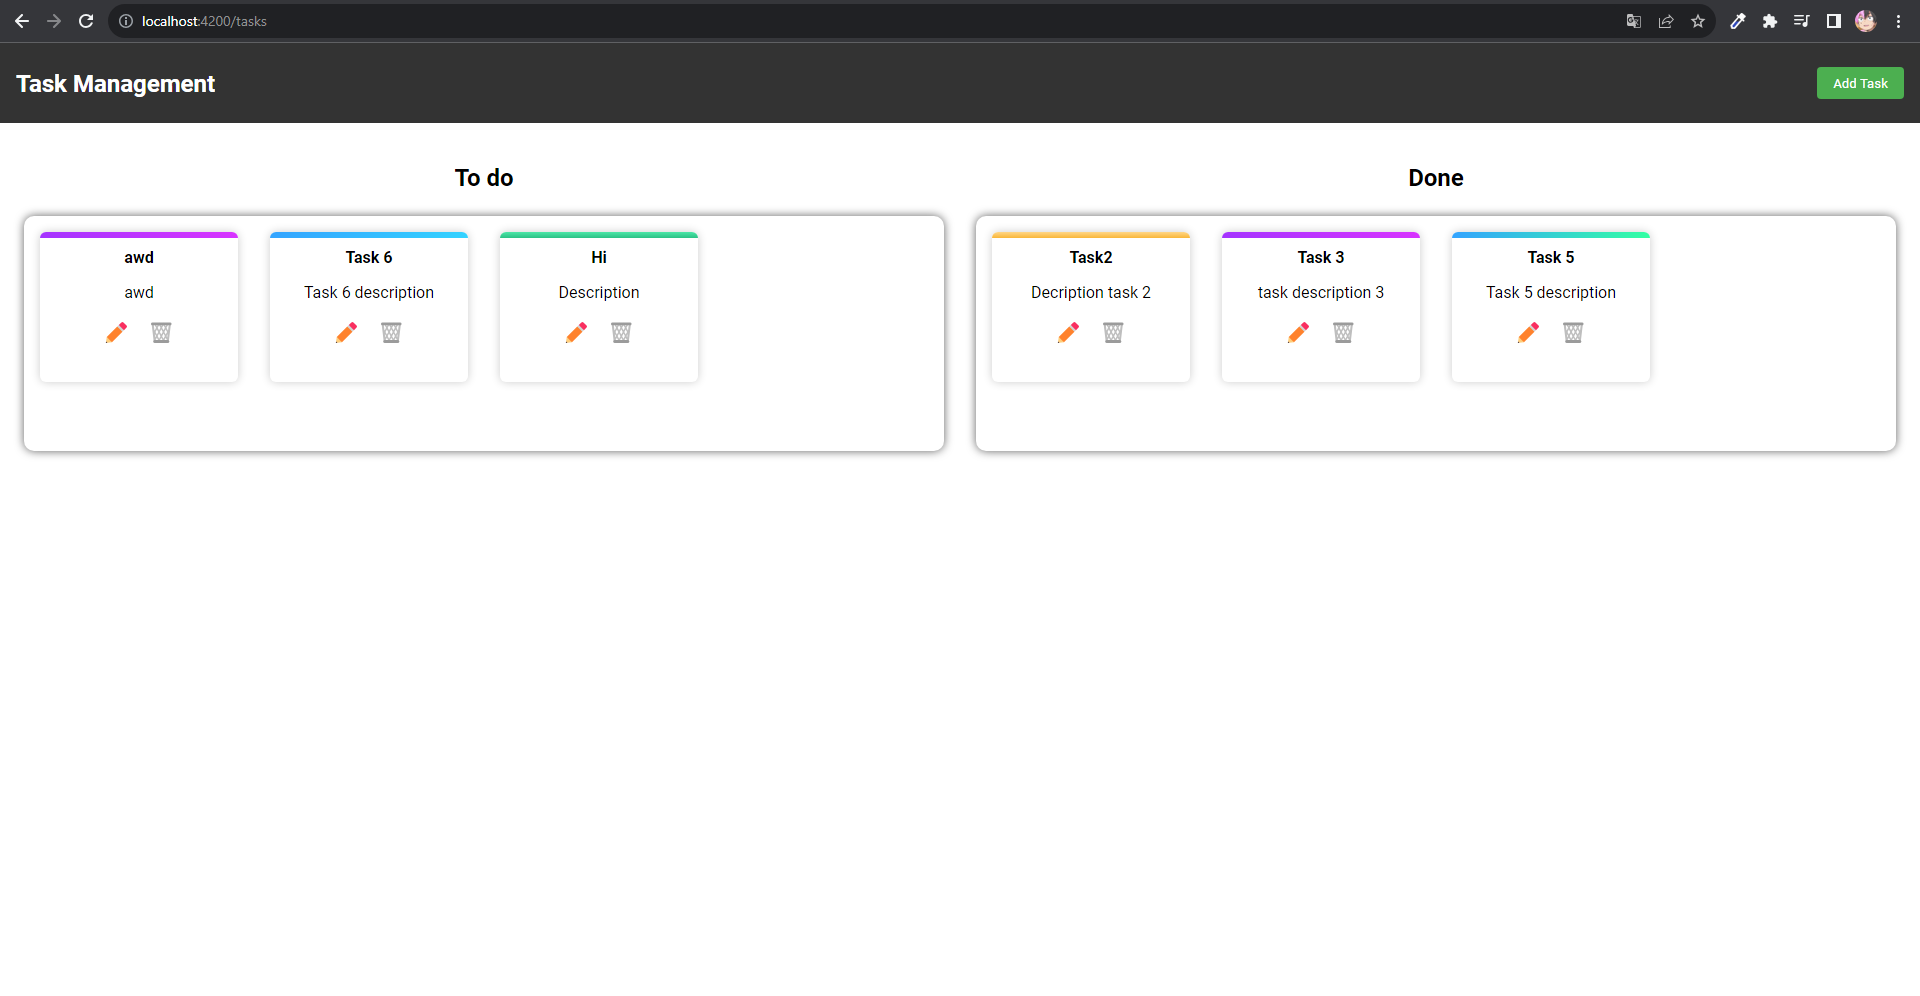 localhost:4200/tasks
Task Management
Add Task
To do
awd
awd
Task 6
Task 6 description
Hi
Description
Done
Task2
Decription task 2
Task 3
task description 3
Task 5
Task 5 description